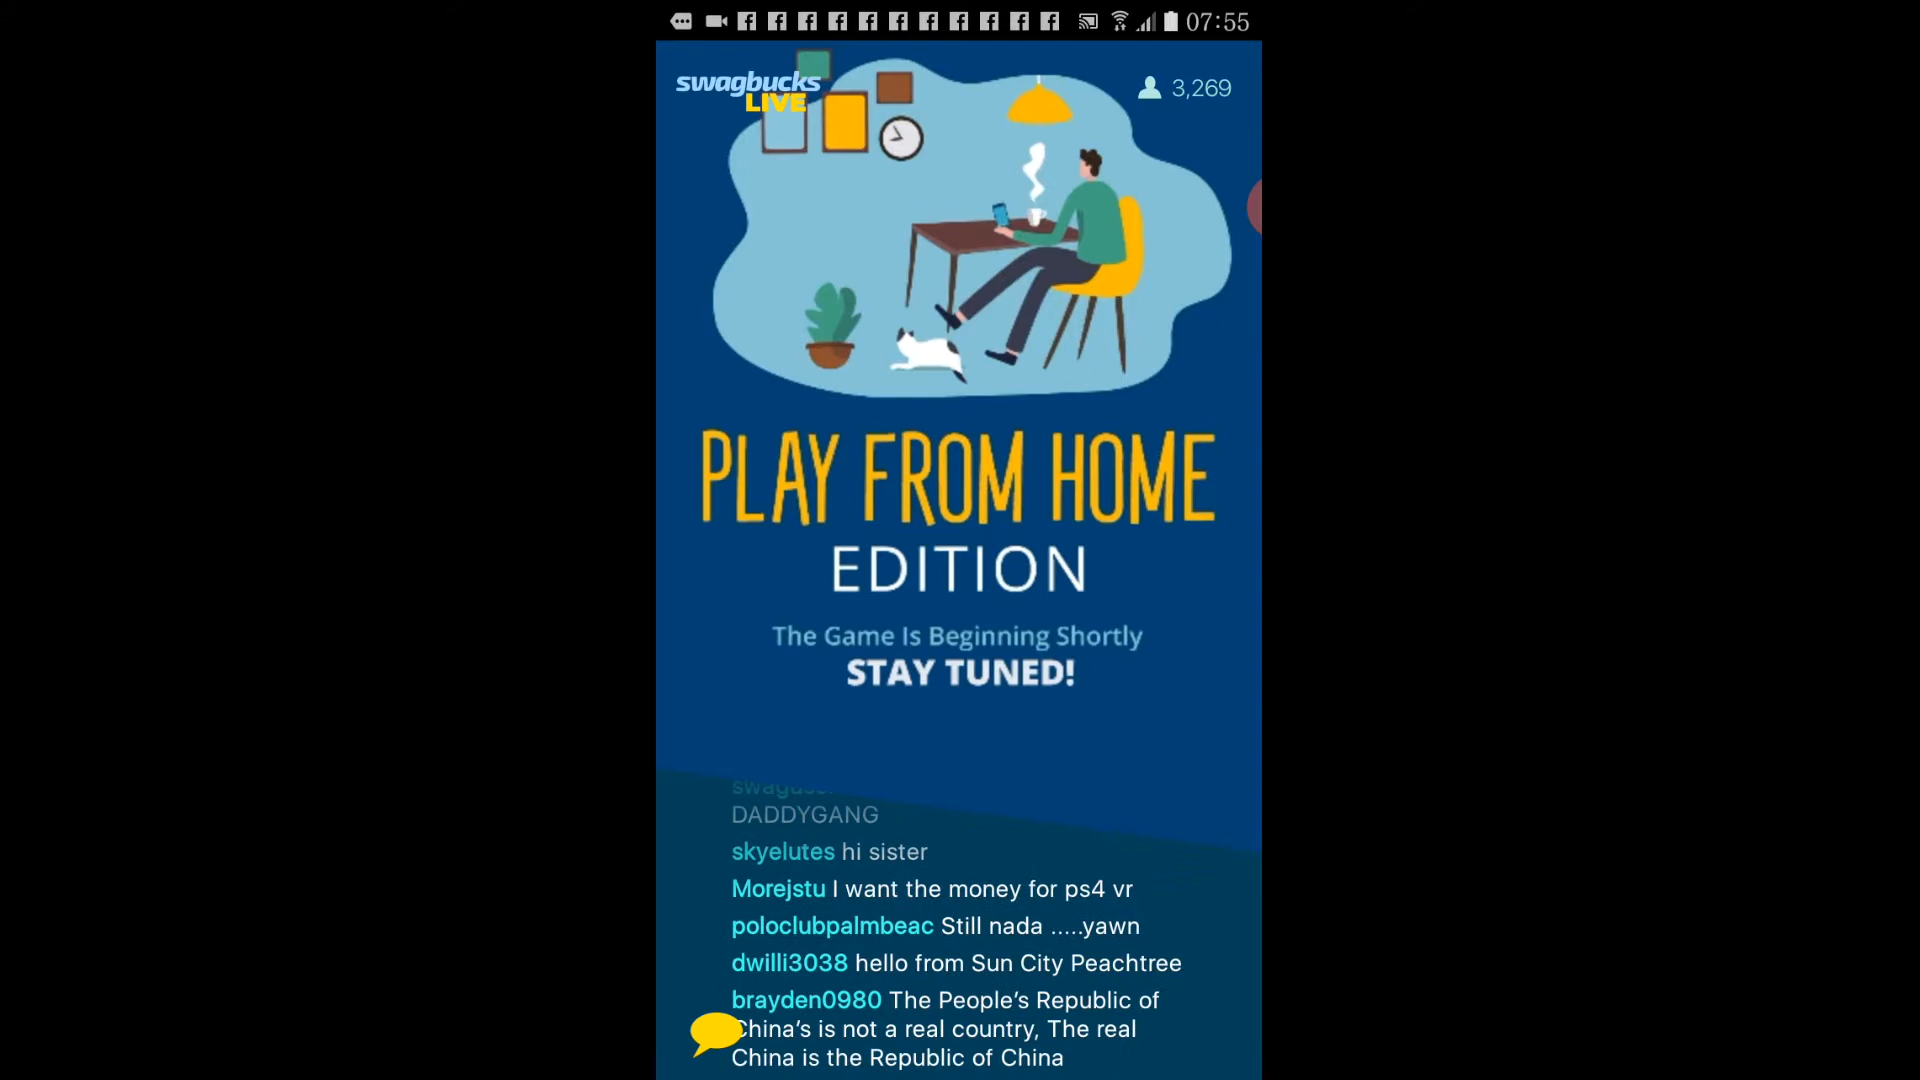 07:55
swagbucks
LIVE
3,269
PLAY FROM HOME
EDITION
The Game Is Beginning Shortly
STAY TUNED!
DADDYGANG
skyelutes hi sister
Morejstu I want the money for ps4 vr
poloclubpalmbeac Still nada .....yawn
dwilli3038 hello from Sun City Peachtree
brayden0980 The People's Republic of
China's is not a real country, The real
China is the Republic of China